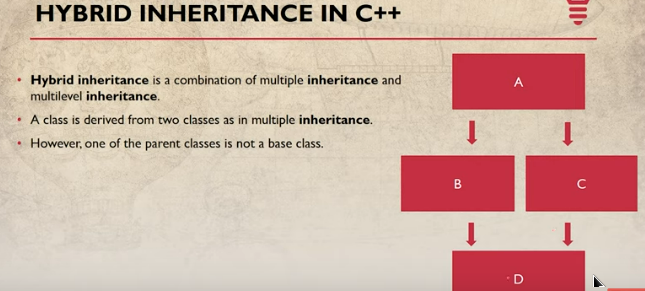 HYBRID INHERITANCE IN C++
Hybrid inheritance is a combination of multiple inheritance and
multilevel inheritance.
A class is derived from two classes as in multiple inheritance.
However, one of the parent classes is not a base class.
A
B
C
D